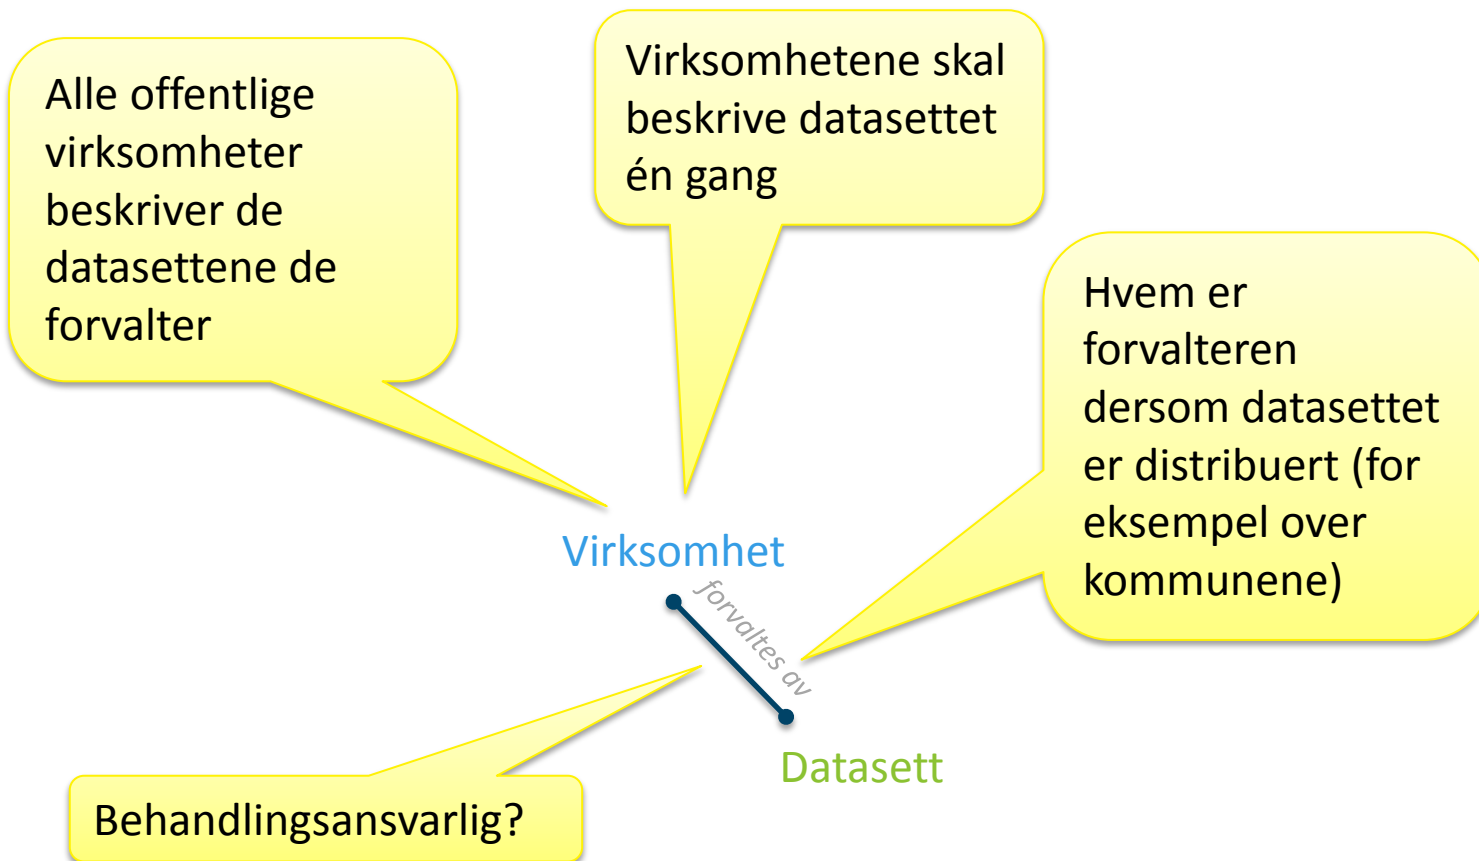 Alle offentlige
virksomheter
beskriver de
datasettene de
forvalter
Virksomhetene skal
beskrive datasettet
én gang
Hvem er
forvalteren
dersom datasettet
er distribuert (for
eksempel over
kommunene)
Virksomhet
forvaltes av
Datasett
Behandlingsansvarlig?